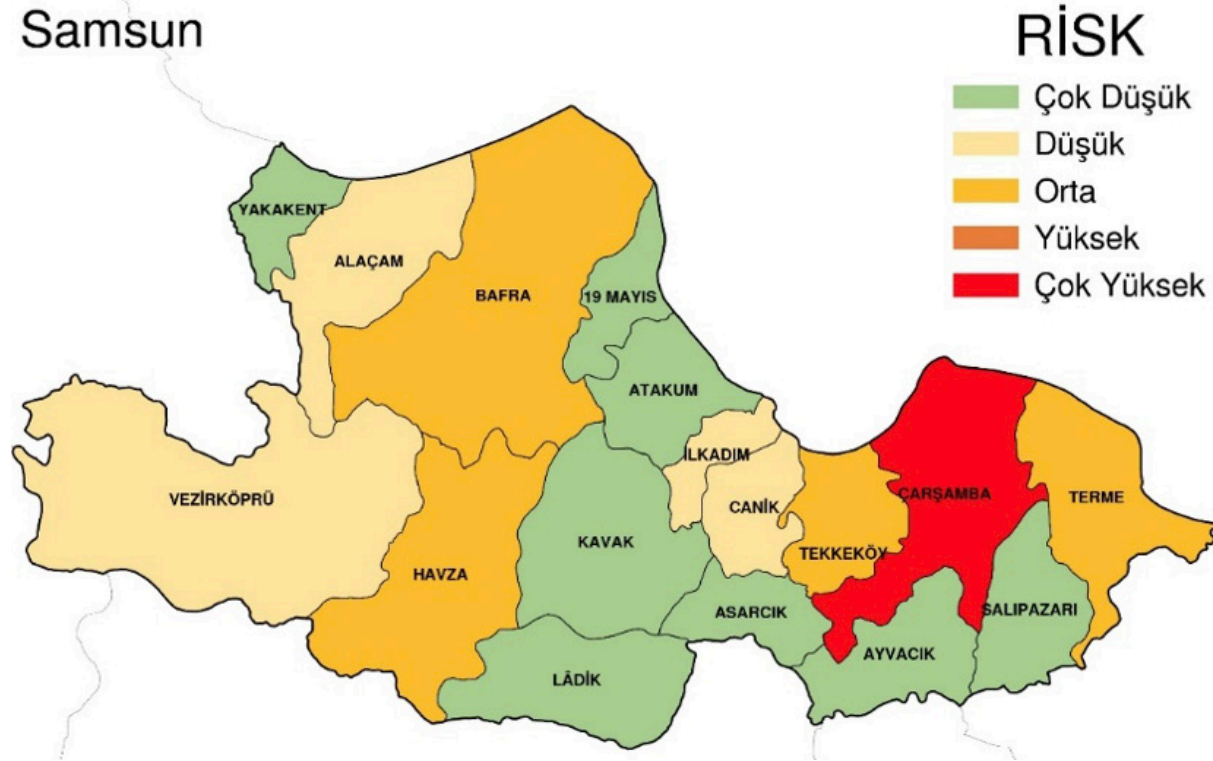 Samsun
RİSK
Çok Düşük
Düşük
Orta
Yüksek
Çok Yüksek
YAKAKENT
ALAÇAM
BAFRA
19 MAYIS
ATAKUM
İLKADIM
VEZİRKÖPRÜ
CANİK
ÇARŞAMBA
TERME
KAVAK
TEKKEKÖY
HAVZA
ASARCIK
SALIPAZARI
AYVACIK
LÂDİK